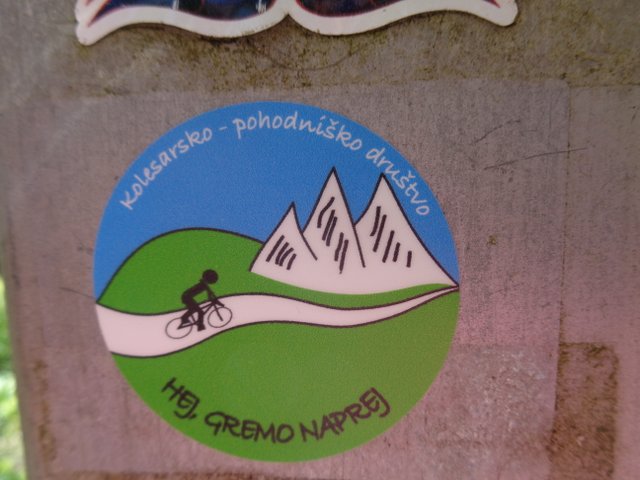 Kolesarsko - pohodniško društvo
HEJ, GREMO NAPREJ